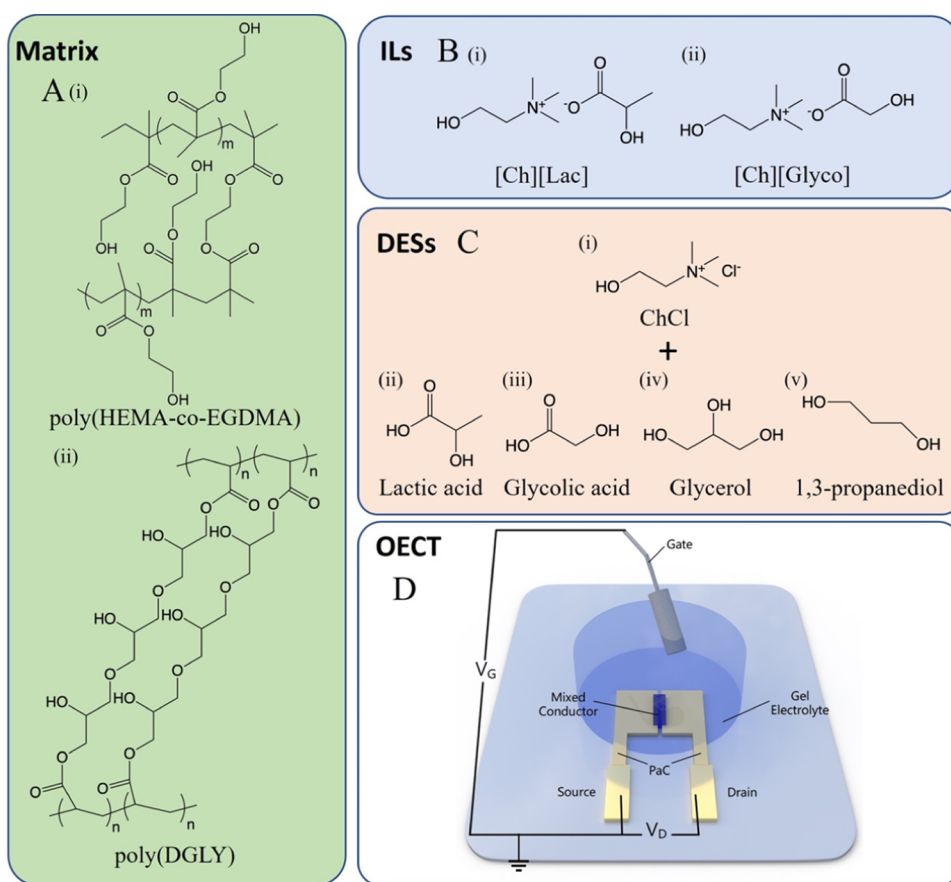 Matrix
A (i)
OH
O
O
m
O
O
OH
O
O
O
O
OH
O
O
O
O
m
O
O
OH
poly(HEMA-co-EGDMA)
(ii)
n
n
O
O
O
O
HO
HO
O
O
HO
HO
O
O
HO
HO
O
O
O
O
n
n
poly(DGLY)
ILs B (i)
HO
N+
-O
O
OH
[Ch][Lac]
(ii)
HO
N+
-O
O
OH
[Ch][Glyco]
DESs C
(i)
HO
N+
Cl-
ChCl
+
(ii)
O
HO
OH
Lactic acid
(iii)
O
HO
OH
Glycolic acid
(iv)
OH
HO
OH
Glycerol
(v)
HO
OH
1,3-propanediol
OECT
D
Gate
VG
Mixed
Conductor
Gel
Electrolyte
PaC
Source
Drain
VD